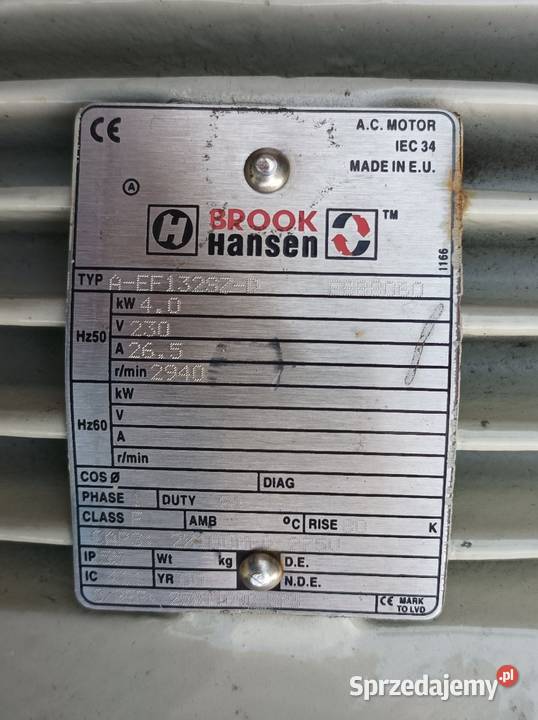 CE A.C. MOTOR
IEC 34
MADE IN E.U.
A
H BROOK TM
Hansen
1166
TYP
Hz50
kW 4.0
V 230
A 26.5
r/min 2940
Hz60
kW
V
A
r/min
COS Ø DIAG
PHASE DUTY
CLASS F AMB °C RISE 80 K
IP Wt kg D.E.
IC YR N.D.E.
CE MARK
TO LVD
Sprzedajemy.pl